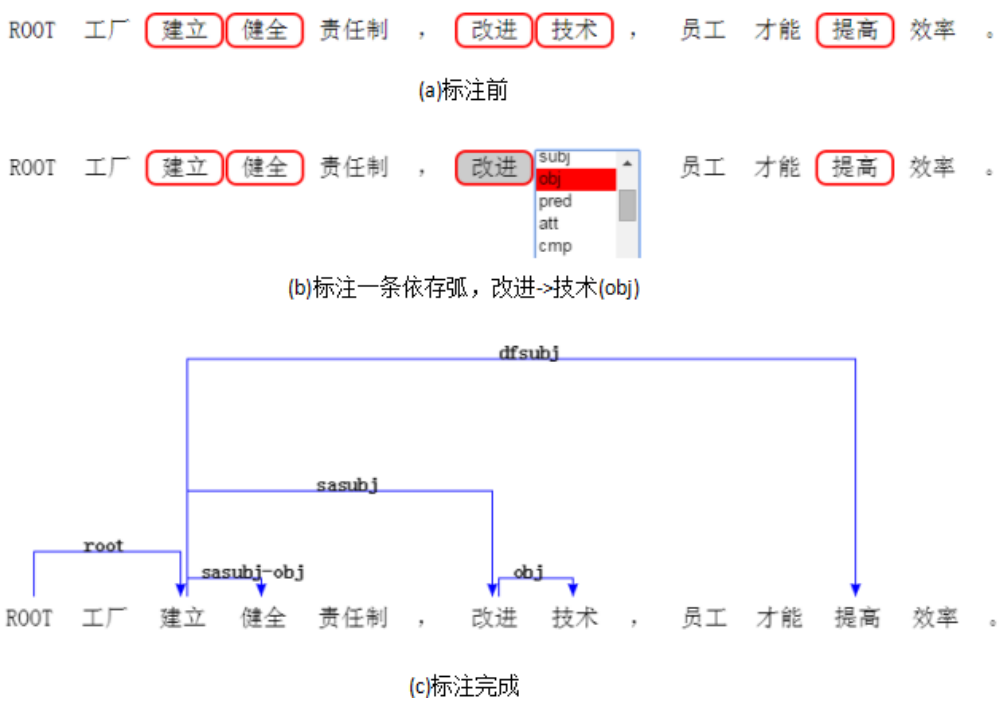 ROOT 工厂 建立 健全 责任制 , 改进 技术 , 员工 才能 提高 效率 。
(a)标注前
ROOT 工厂 建立 健全 责任制 , 改进 subj 员工 才能 提高 效率 。
obj
pred
att
cmp
(b)标注一条依存弧，改进->技术(obj)
dfsubj
sasubj
root
sasubj-obj obj
ROOT 工厂 建立 健全 责任制 , 改进 技术 , 员工 才能 提高 效率 。
(c)标注完成